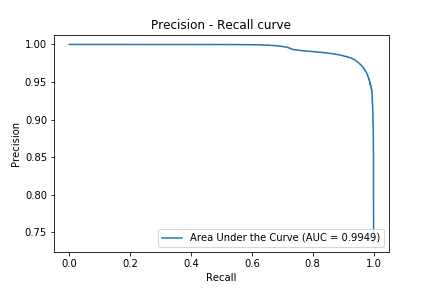 Precision - Recall curve
1.00
0.95
0.90
0.85
0.80
0.75
Precision
Area Under the Curve (AUC = 0.9949)
0.0 0.2 0.4 0.6 0.8 1.0
Recall